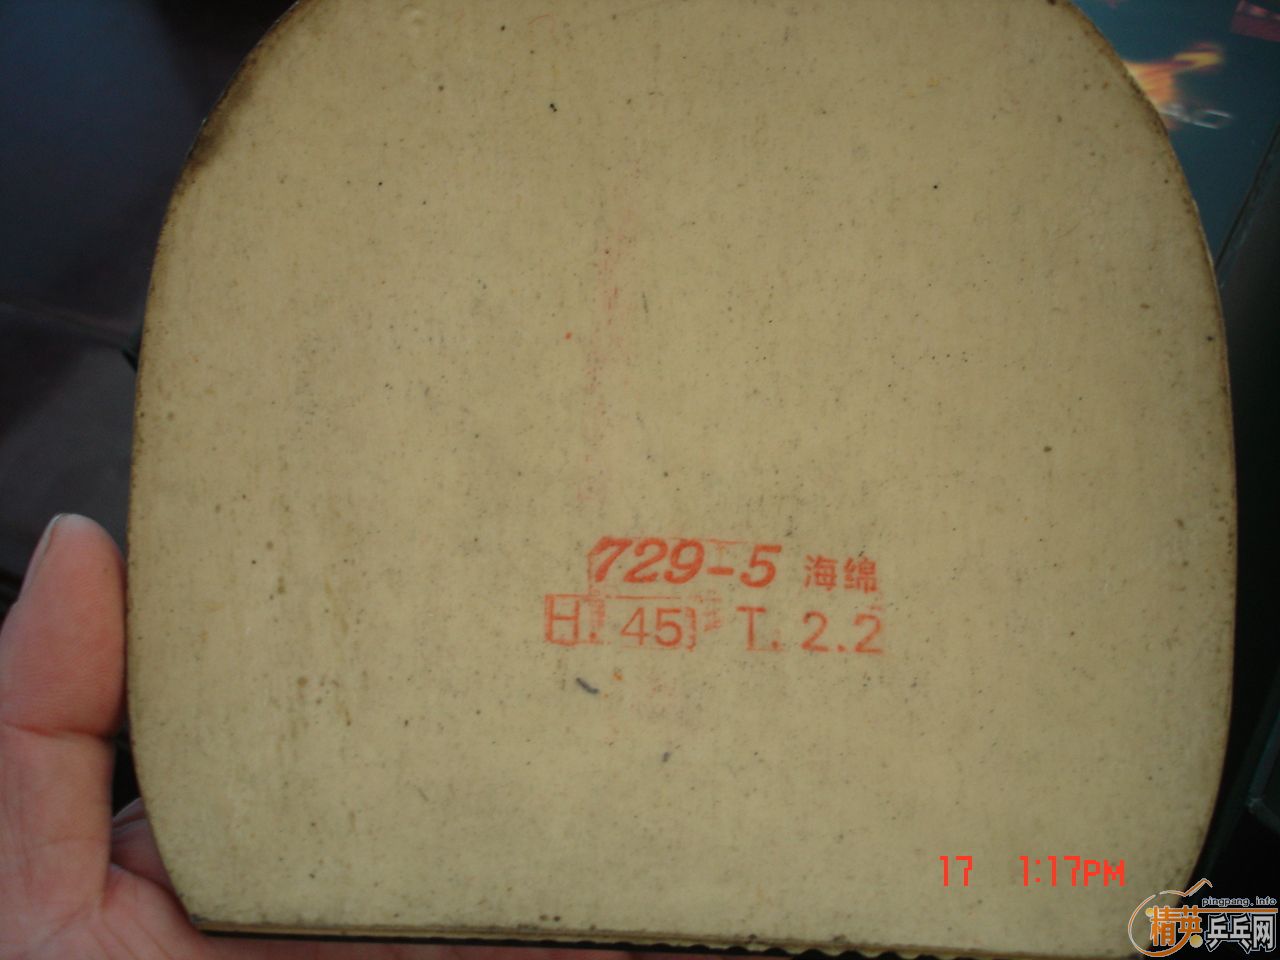 729-5 海绵
H. 45 T. 2.2
17 1:17PM
pingpang.info
精英乒乓网